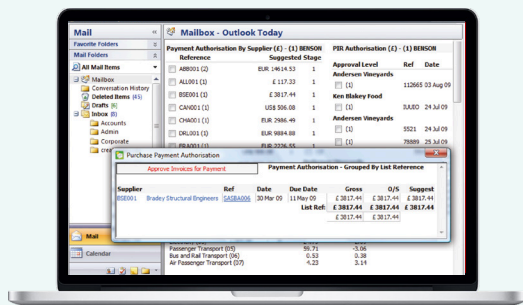 Mail «
Favorite Folders
Mail Folders
All Mail Items
Mailbox
Conversation History
Deleted Items (45)
Drafts (6)
Inbox (8)
Accounts
Admin
Corporate
Mail
Calendar
Mailbox - Outlook Today
Payment Authorisation By Supplier (£) - (1) BENSON
Reference Suggested Stage
ABB001 (2) EUR 14614.53 1
ALL001 (1) £ 117.33 1
BSE001 (1) £ 3817.44 1
CAN001 (1) US$ 506.08 1
CHA001 (1) EUR 2986.49 1
DRL001 (1) EUR 9884.88 1
PIR Authorisation (£) - (1) BENSON
Approval Level Ref Date
Andersen Vineyards
(1) 112665 03 Aug 09
Ken Blakey Food
(1) 24 Jul 09
Andersen Vineyards
(1) 5521 24 Jul 09
(1) 78889 25 Jul 09
Purchase Payment Authorisation
Approve Invoices for Payment
Payment Authorisation - Grouped By List Reference
Supplier Ref Date Due Date Gross O/S Suggest
BSE001 Bradey Structural Engineers SASBA006 30 Mar 09 11 May 09 £ 3817.44 £ 3817.44 £ 3817.44
List Ref: £ 3817.44 £ 3817.44 £ 3817.44
£ 3817.44 £ 3817.44
Passenger Transport (05) 59.71 -3.06
Bus and Rail Transport (06) 0.53 0.38
Air Passenger Transport (07) 4.23 3.14